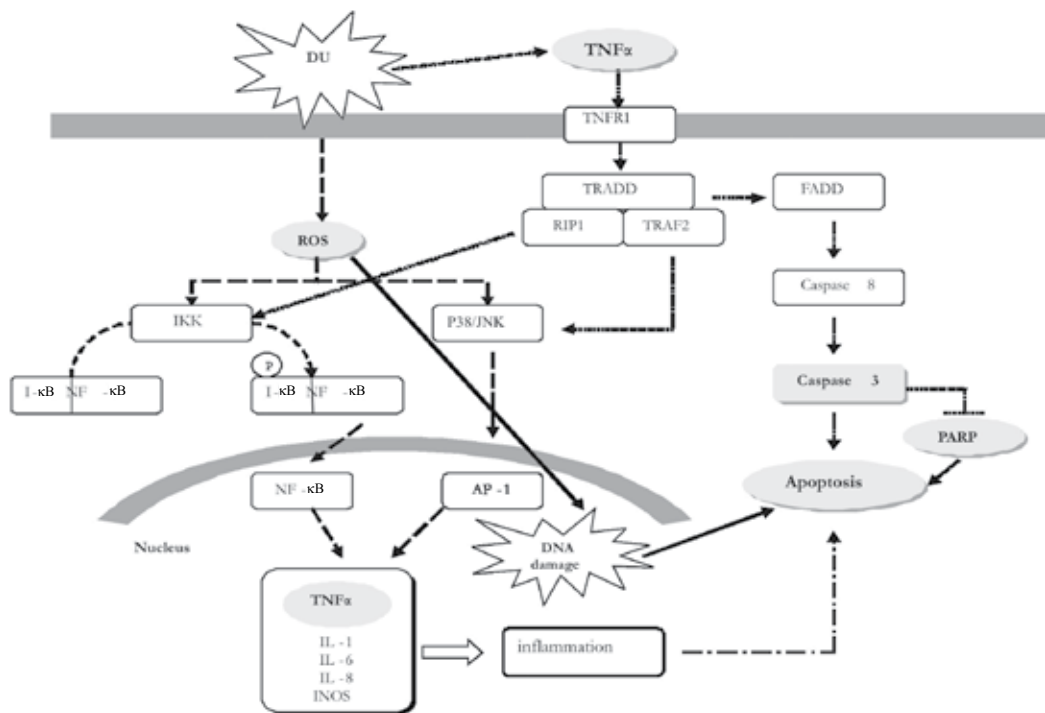 DU
TNFα
TNFR1
TRADD
FADD
RIP1
TRAF2
ROS
Caspase 8
IKK
P38/JNK
P
I-κB NF -κB
I-κB NF -κB
Caspase 3
PARP
Apoptosis
NF -κB
AP -1
Nucleus
DNA
damage
TNFα
IL -1
IL -6
IL -8
INOS
inflammation